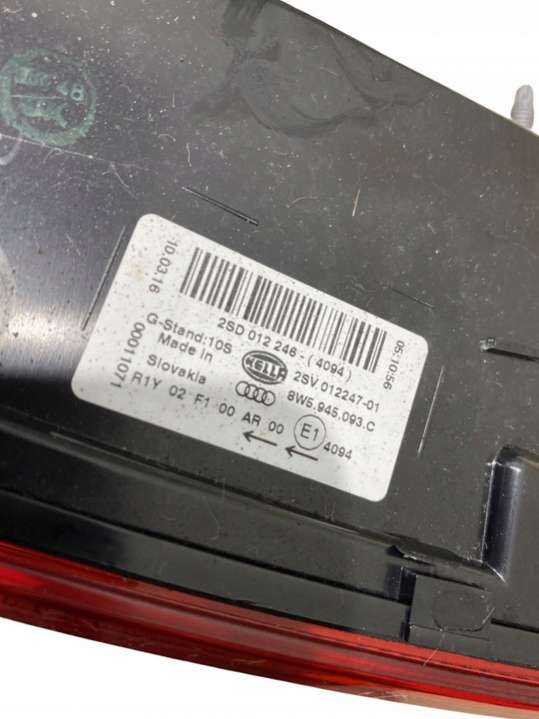 10.03.16
05:10:56
2SD 012 246 - ( 4094 )
G-Stand:10S
Made In
Slovakia
00011071
HELLA
2SV 012247-01
8W5.945.093.C
R1Y 02 F1 00 AR 00 E1 4094